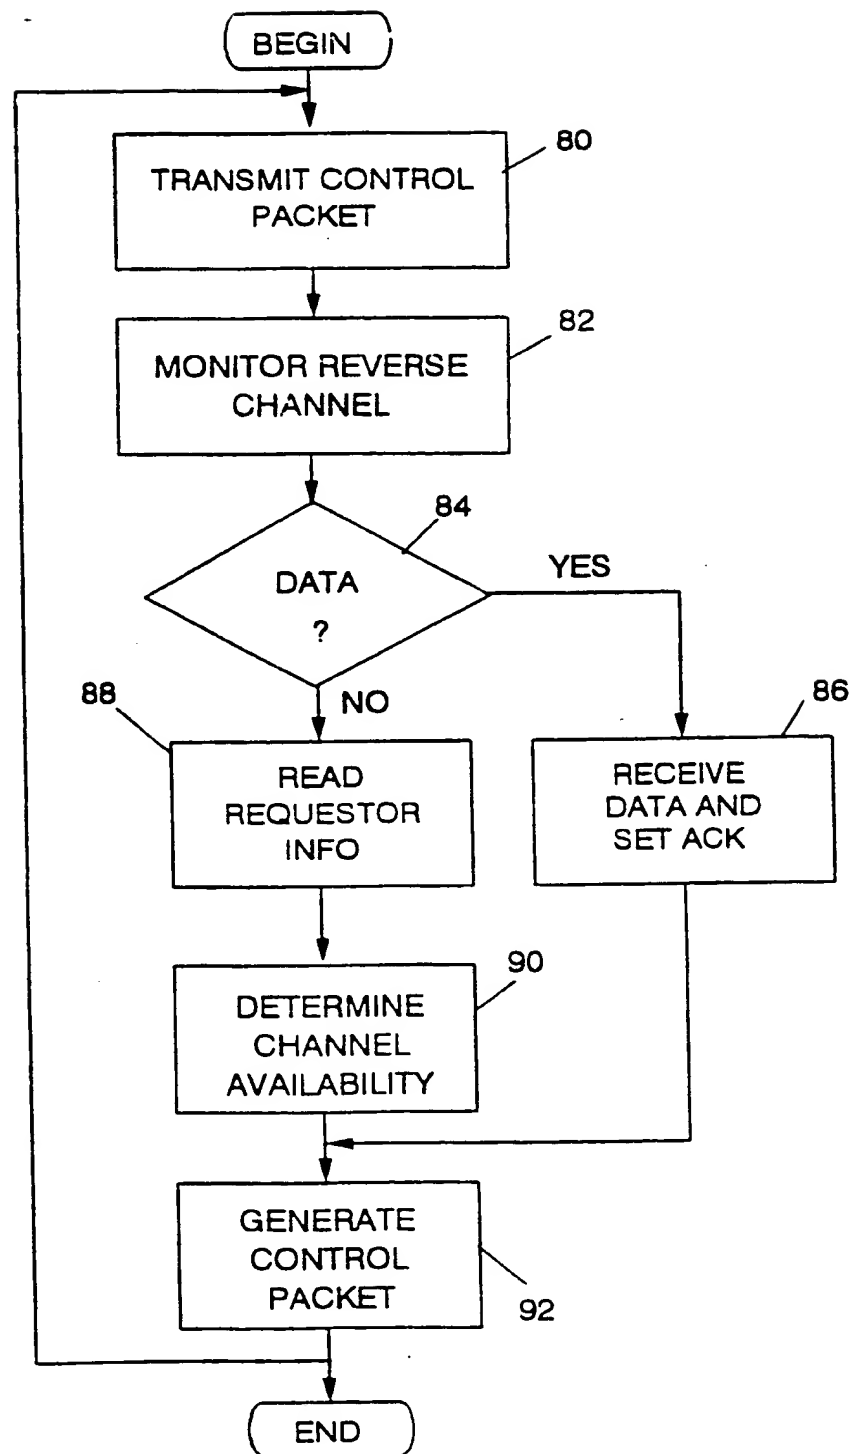 BEGIN
80
TRANSMIT CONTROL
PACKET
82
MONITOR REVERSE
CHANNEL
84
DATA
?
YES
NO
88
READ
REQUESTOR
INFO
86
RECEIVE
DATA AND
SET ACK
90
DETERMINE
CHANNEL
AVAILABILITY
GENERATE
CONTROL
PACKET
92
END